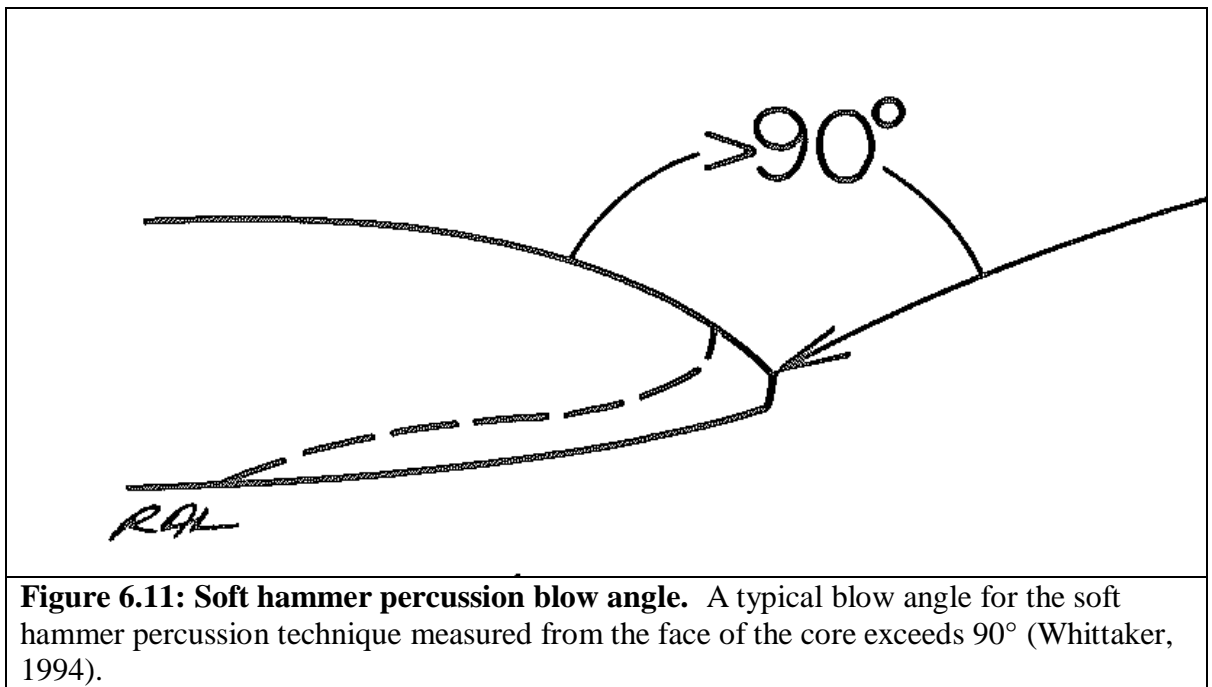 >90°
RAL
Figure 6.11: Soft hammer percussion blow angle. A typical blow angle for the soft
hammer percussion technique measured from the face of the core exceeds 90° (Whittaker,
1994).